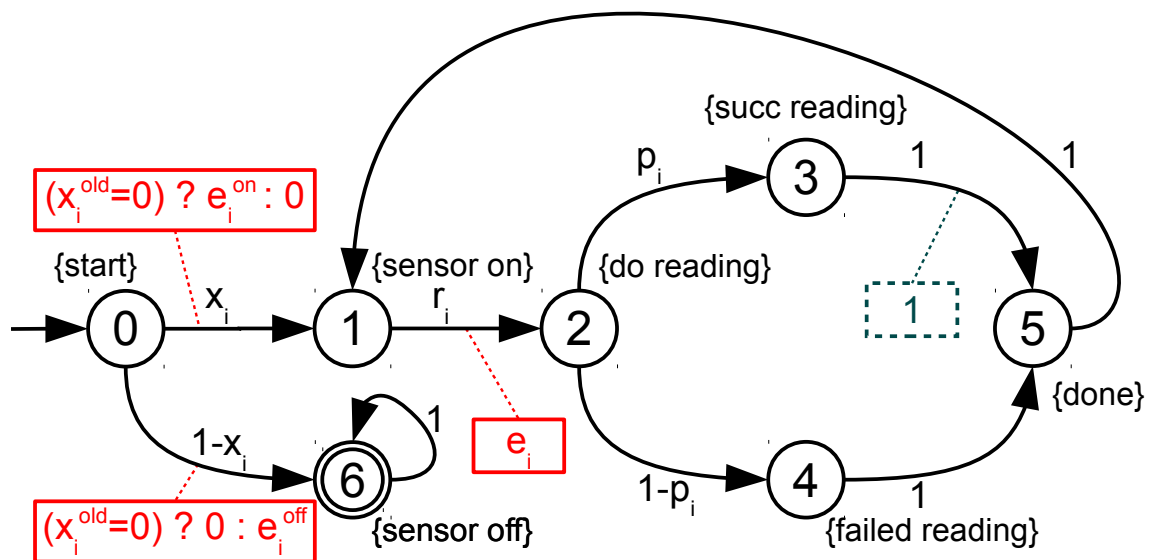 {succ reading}
(x_i^old=0) ? e_i^on : 0
p_i
3
1
1
{start}
{sensor on}
{do reading}
0
x_i
1
r_i
2
1
5
{done}
1-x_i
6
1
e_i
1-p_i
4
1
(x_i^old=0) ? 0 : e_i^off
{sensor off}
{failed reading}